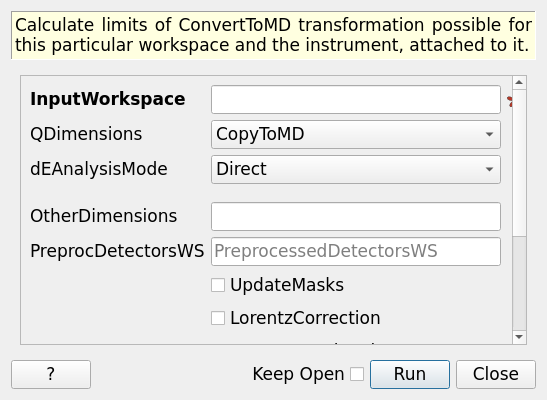 Calculate limits of ConvertToMD transformation possible for
this particular workspace and the instrument, attached to it.
InputWorkspace
QDimensions CopyToMD
dEAnalysisMode Direct
OtherDimensions
PreprocDetectorsWS PreprocessedDetectorsWS
UpdateMasks
LorentzCorrection
? Keep Open Run Close